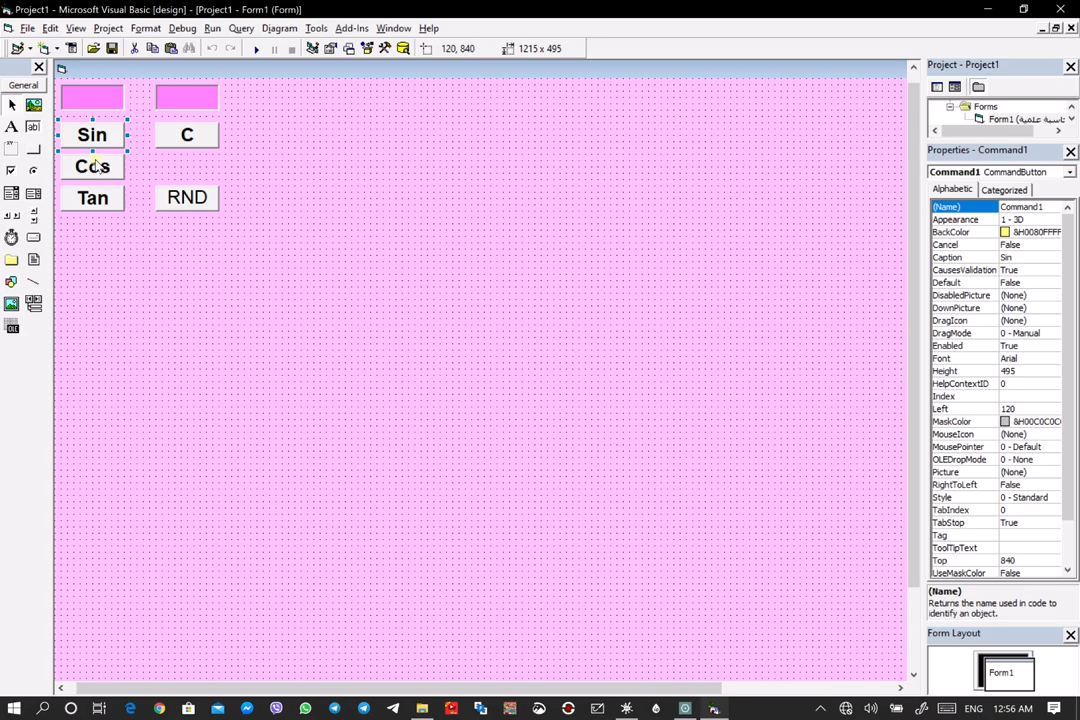 Project1 - Microsoft Visual Basic [design] - [Project1 - Form1 (Form)]
File Edit View Project Format Debug Run Query Diagram Tools Add-Ins Window Help
120, 840 1215 x 495
General
Sin C
Cos
Tan RND
Project - Project1
Forms
Form1 (حاسبة علمية)
Properties - Command1
Command1 CommandButton
Alphabetic Categorized
(Name) Command1
Appearance 1 - 3D
BackColor &H0080FFFF
Cancel False
Caption Sin
CausesValidation True
Default False
DisabledPicture (None)
DownPicture (None)
DragIcon (None)
DragMode 0 - Manual
Enabled True
Font Arial
Height 495
HelpContextID 0
Index
Left 120
MaskColor &H00C0C0C0
MouseIcon (None)
MousePointer 0 - Default
OLEDropMode 0 - None
Picture (None)
RightToLeft False
Style 0 - Standard
TabIndex 0
TabStop True
Tag
ToolTipText
Top 840
UseMaskColor False
(Name)
Returns the name used in code to
identify an object.
Form Layout
Form1
12:56 AM